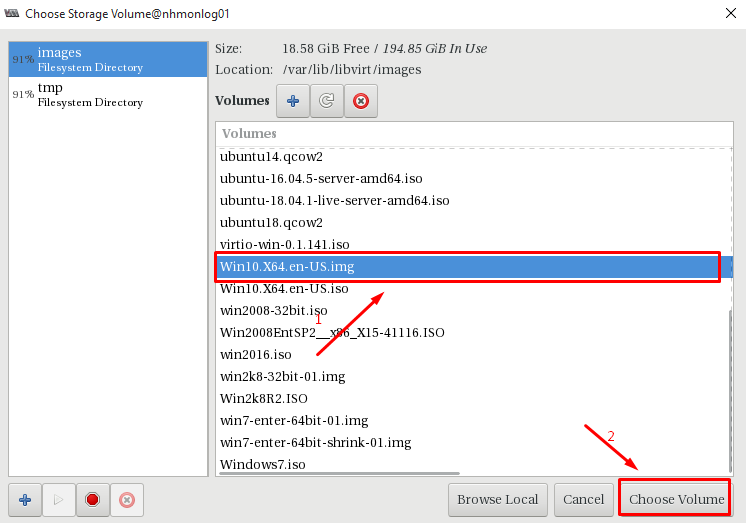 Choose Storage Volume@nhmonlog01
91%
images
Filesystem Directory
91%
tmp
Filesystem Directory
Size: 18.58 GiB Free / 194.85 GiB In Use
Location: /var/lib/libvirt/images
Volumes
Volumes
ubuntu14.qcow2
ubuntu-16.04.5-server-amd64.iso
ubuntu-18.04.1-live-server-amd64.iso
ubuntu18.qcow2
virtio-win-0.1.141.iso
Win10.X64.en-US.img
Win10.X64.en-US.iso
win2008-32bit.iso
1
Win2008EntSP2__x86_X15-41116.ISO
win2016.iso
win2k8-32bit-01.img
Win2k8R2.ISO
win7-enter-64bit-01.img
2
win7-enter-64bit-shrink-01.img
Windows7.iso
Browse Local
Cancel
Choose Volume